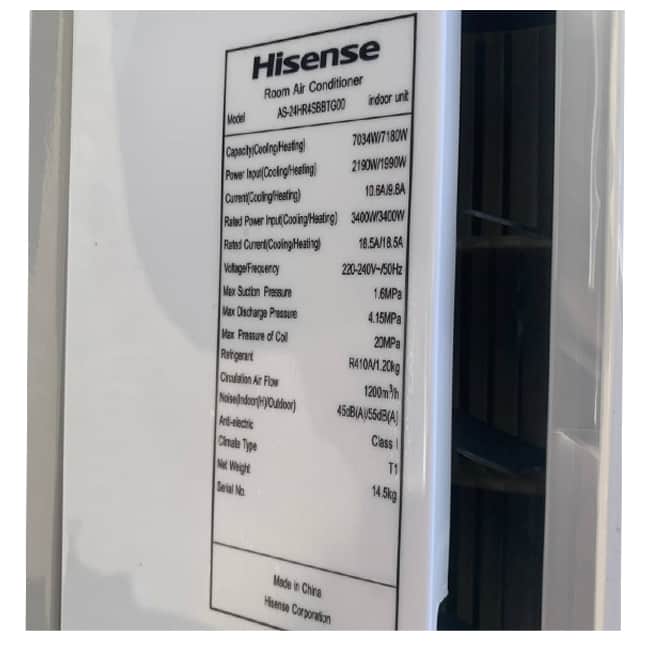 Hisense
Room Air Conditioner
Model AS-24HR4SBBTG00 indoor unit
Capacity(Cooling/Heating) 7034W/7180W
Power Input(Cooling/Heating) 2190W/1990W
Current(Cooling/Heating) 10.6A/9.8A
Rated Power Input(Cooling/Heating) 3400W/3400W
Rated Current(Cooling/Heating) 18.5A/18.5A
Voltage/Frequency 220-240V~/50Hz
Max Suction Pressure 1.6MPa
Max Discharge Pressure 4.15MPa
Max Pressure of Coil 20MPa
Refrigerant R410A/1.20kg
Circulation Air Flow 1200m³/h
Noise(Indoor(H)/Outdoor) 45dB(A)/55dB(A)
Anti-electric Class I
Climate Type T1
Net Weight 14.5kg
Serial No.
Made in China
Hisense Corporation